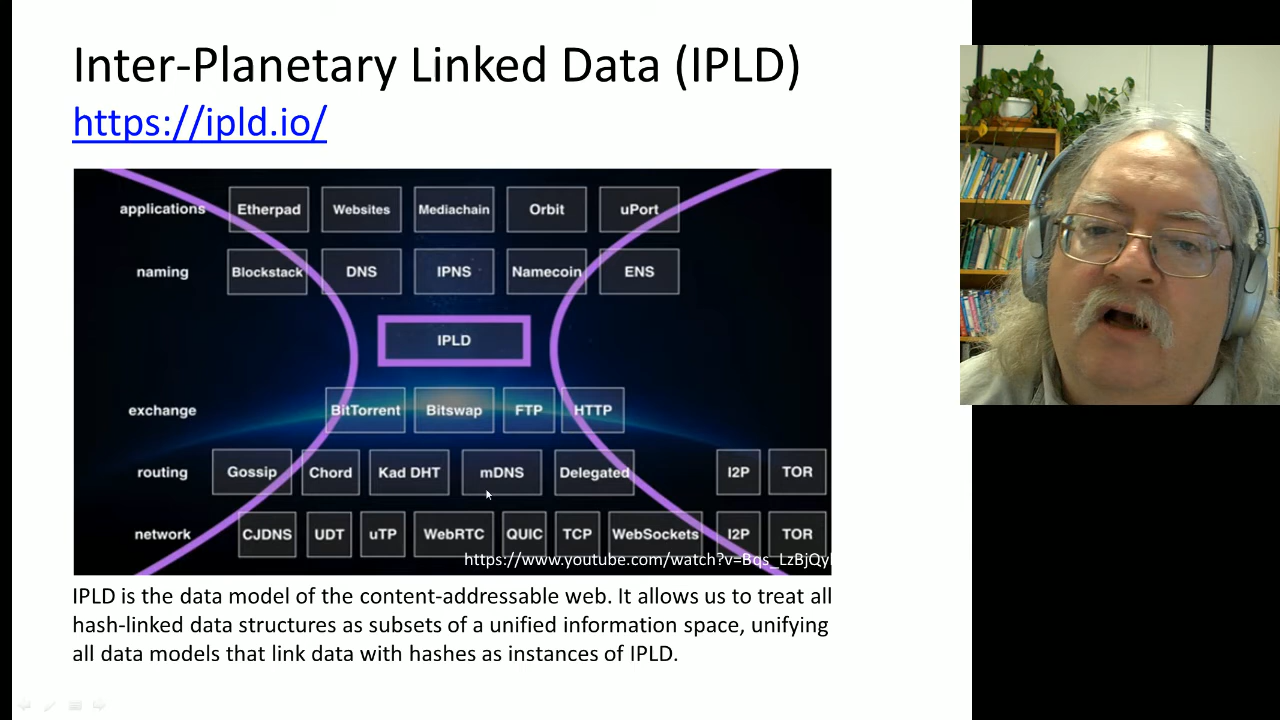 Inter-Planetary Linked Data (IPLD)
https://ipld.io/
applications Etherpad Websites Mediachain Orbit uPort
naming Blockstack DNS IPNS Namecoin ENS
IPLD
exchange BitTorrent Bitswap FTP HTTP
routing Gossip Chord Kad DHT mDNS Delegated I2P TOR
network CJDNS UDT uTP WebRTC QUIC TCP WebSockets I2P TOR
https://www.youtube.com/watch?v=Bqs_LzBjQy
IPLD is the data model of the content-addressable web. It allows us to treat all
hash-linked data structures as subsets of a unified information space, unifying
all data models that link data with hashes as instances of IPLD.